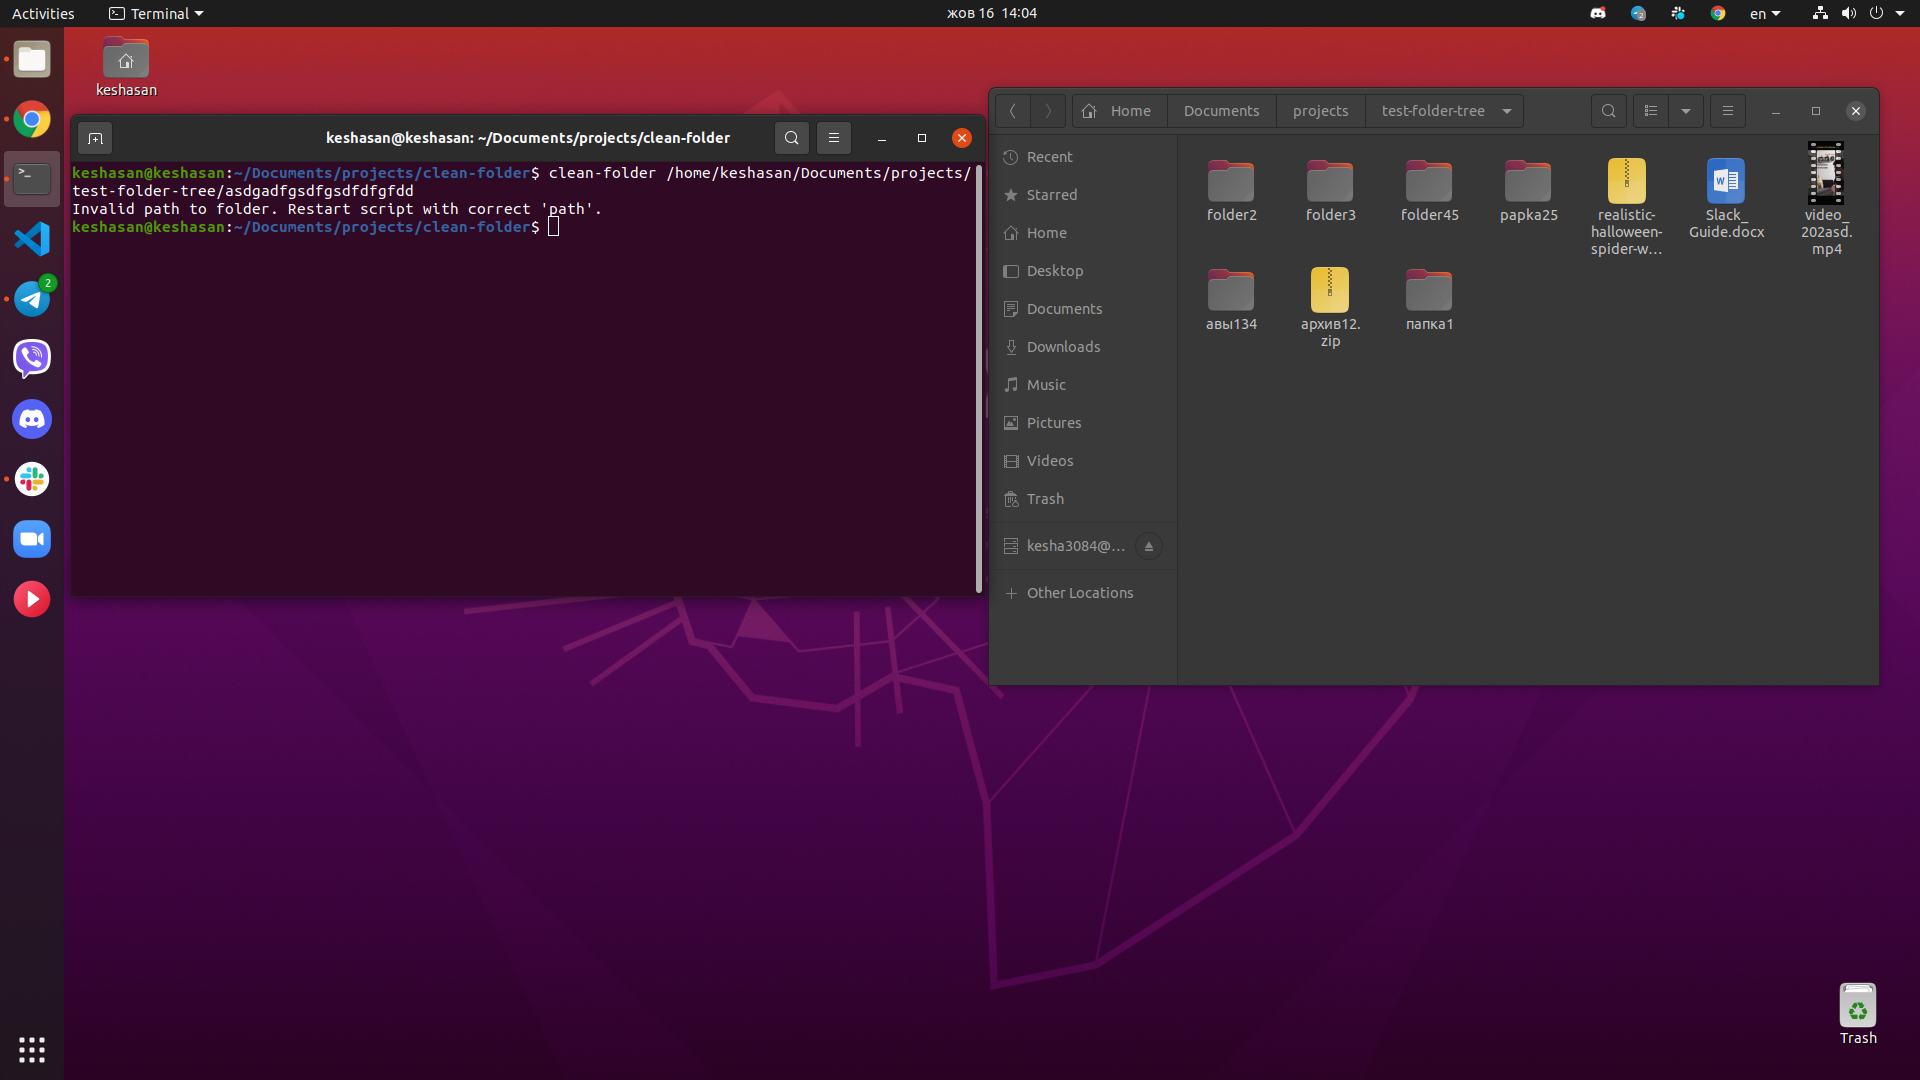 Activities
Terminal
жов 16 14:04
en
keshasan
keshasan@keshasan: ~/Documents/projects/clean-folder
keshasan@keshasan:~/Documents/projects/clean-folder$ clean-folder /home/keshasan/Documents/projects/
test-folder-tree/asdgadfgsdfgsdfdfgfdd
Invalid path to folder. Restart script with correct 'path'.
keshasan@keshasan:~/Documents/projects/clean-folder$
2
Home
Documents
projects
test-folder-tree
Recent
Starred
Home
Desktop
Documents
Downloads
Music
Pictures
Videos
Trash
kesha3084@...
Other Locations
folder2
folder3
folder45
papka25
realistic-
halloween-
spider-w...
Slack_
Guide.docx
video_
202asd.
mp4
авы134
архив12.
zip
папка1
Trash